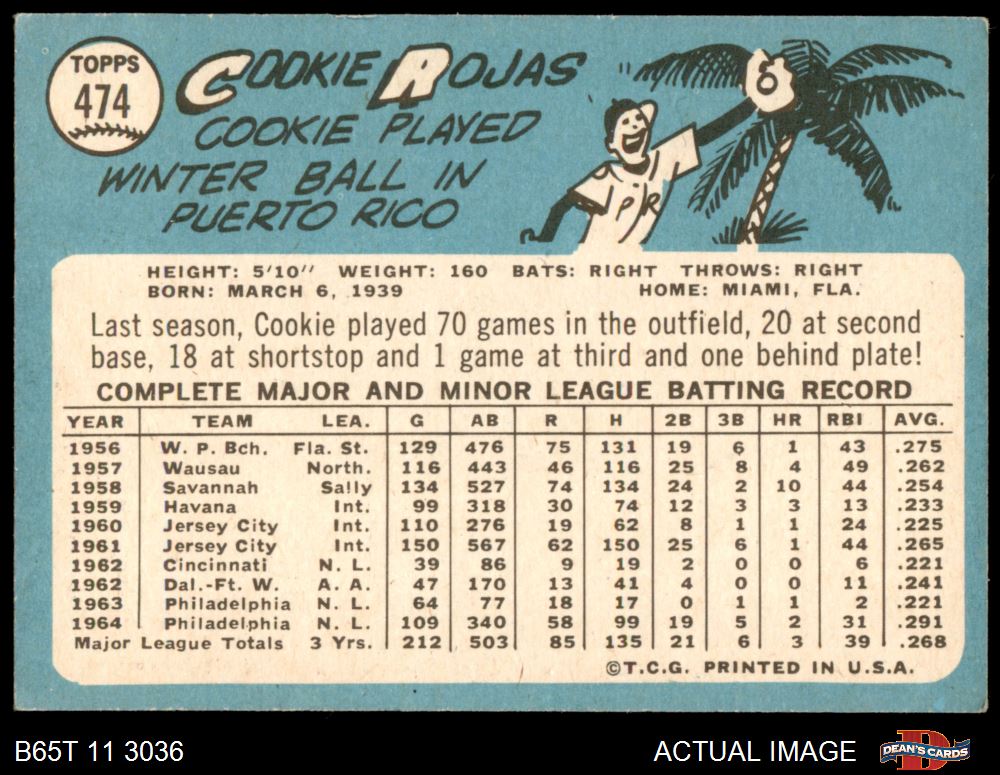 TOPPS
474
COOKIE ROJAS
COOKIE PLAYED
WINTER BALL IN
PUERTO RICO
PR
HEIGHT: 5'10" WEIGHT: 160 BATS: RIGHT THROWS: RIGHT
BORN: MARCH 6, 1939 HOME: MIAMI, FLA.
Last season, Cookie played 70 games in the outfield, 20 at second
base, 18 at shortstop and 1 game at third and one behind plate!
COMPLETE MAJOR AND MINOR LEAGUE BATTING RECORD
YEAR TEAM LEA. G AB R H 2B 3B HR RBI AVG.
1956 W. P. Bch. Fla. St. 129 476 75 131 19 6 1 43 .275
1957 Wausau North. 116 443 46 116 25 8 4 49 .262
1958 Savannah Sally 134 527 74 134 24 2 10 44 .254
1959 Havana Int. 99 318 30 74 12 3 3 13 .233
1960 Jersey City Int. 110 276 19 62 8 1 1 24 .225
1961 Jersey City Int. 150 567 62 150 25 6 1 44 .265
1962 Cincinnati N. L. 39 86 9 19 2 0 0 6 .221
1962 Dal.-Ft. W. A. A. 47 170 13 41 4 0 0 11 .241
1963 Philadelphia N. L. 64 77 18 17 0 1 1 2 .221
1964 Philadelphia N. L. 109 340 58 99 19 5 2 31 .291
Major League Totals 3 Yrs. 212 503 85 135 21 6 3 39 .268
©T.C.G. PRINTED IN U.S.A.
B65T 11 3036 ACTUAL IMAGE DEAN'S CARDS